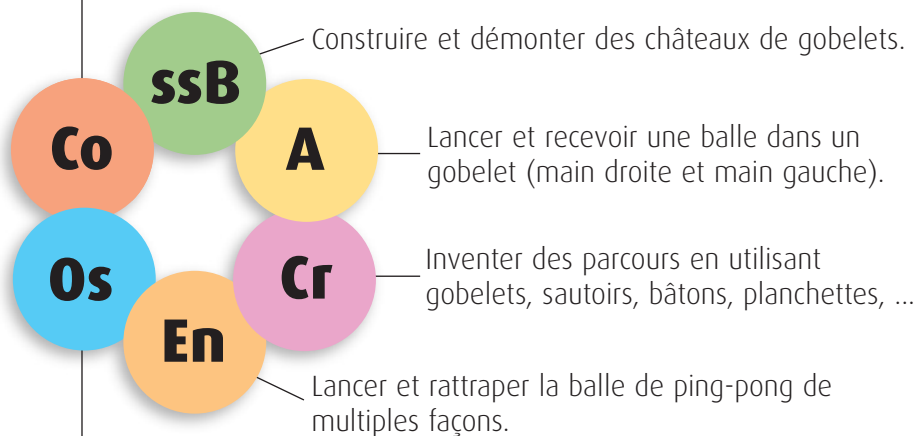 ssB
Construire et démonter des châteaux de gobelets.
Co
A
Lancer et recevoir une balle dans un
gobelet (main droite et main gauche).
Os
Cr
Inventer des parcours en utilisant
gobelets, sautoirs, bâtons, planchettes, ...
En
Lancer et rattraper la balle de ping-pong de
multiples façons.